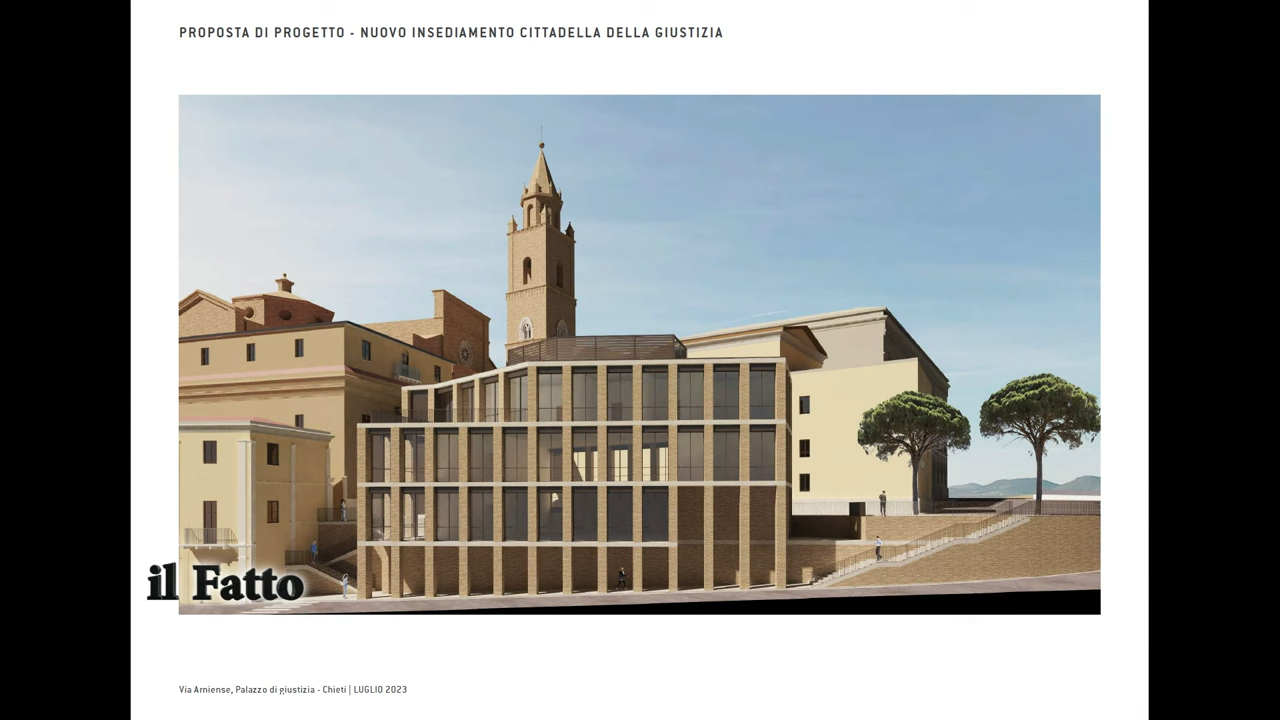 PROPOSTA DI PROGETTO - NUOVO INSEDIAMENTO CITTADELLA DELLA GIUSTIZIA
il Fatto
Via Arniense, Palazzo di giustizia - Chieti | LUGLIO 2023